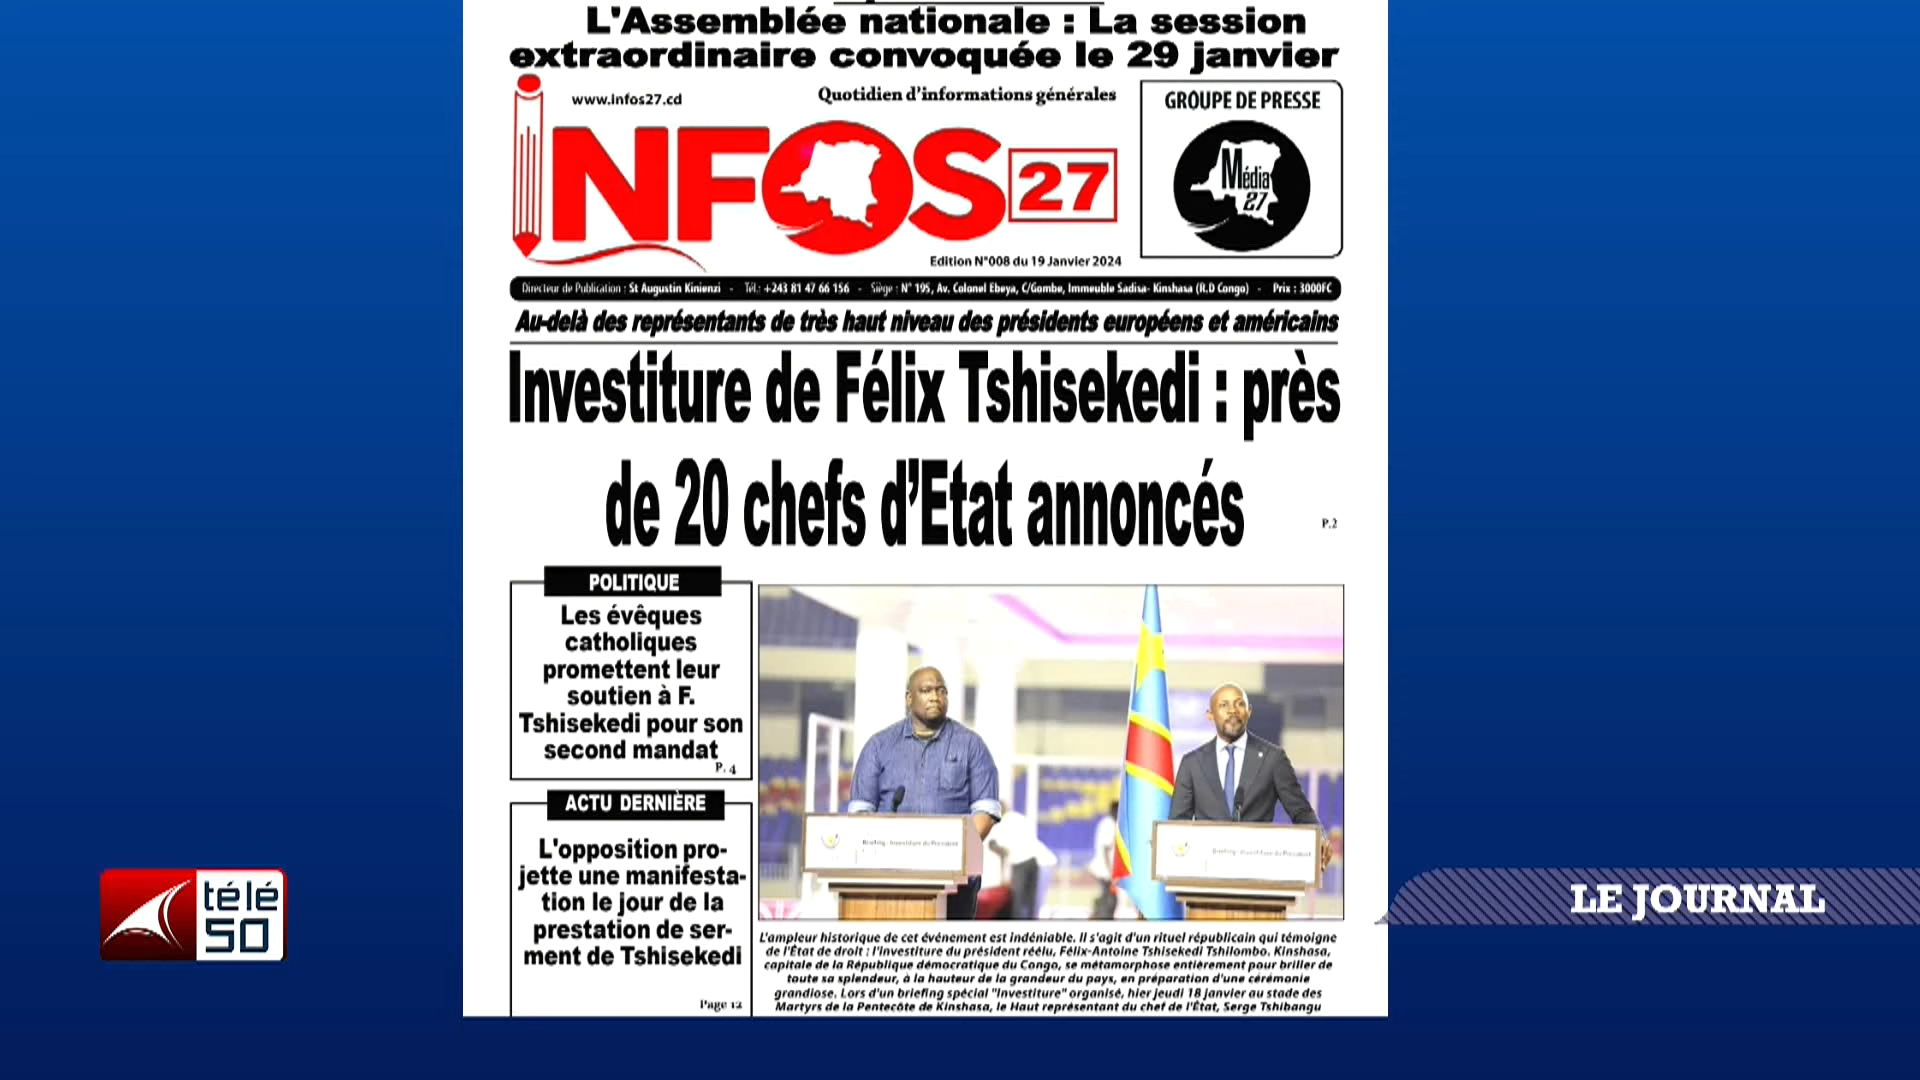 L'Assemblée nationale : La session
extraordinaire convoquée le 29 janvier
www.infos27.cd
Quotidien d'informations générales
GROUPE DE PRESSE
iNFOS 27
Média
27
Edition N°008 du 19 Janvier 2024
Directeur de Publication : St Augustin Kinienzi - Tél.: +243 81 47 66 156 - Siège : N° 195, Av. Colonel Ebeya, C/Gombe, Immeuble Sadisa- Kinshasa (R.D Congo) - Prix : 3000FC
Au-delà des représentants de très haut niveau des présidents européens et américains
Investiture de Félix Tshisekedi : près
de 20 chefs d'Etat annoncés
P.2
POLITIQUE
Les évêques
catholiques
promettent leur
soutien à F.
Tshisekedi pour son
second mandat
P. 4
ACTU DERNIÈRE
L'opposition pro-
jette une manifesta-
tion le jour de la
prestation de ser-
ment de Tshisekedi
Page 12
Briefing - Investiture du Président
Briefing - Investiture du Président
L'ampleur historique de cet événement est indéniable. Il s'agit d'un rituel républicain qui témoigne
de l'État de droit : l'investiture du président réélu, Félix-Antoine Tshisekedi Tshilombo. Kinshasa,
capitale de la République démocratique du Congo, se métamorphose entièrement pour briller de
toute sa splendeur, à la hauteur de la grandeur du pays, en préparation d'une cérémonie
grandiose. Lors d'un briefing spécial "Investiture" organisé, hier jeudi 18 janvier au stade des
Martyrs de la Pentecôte de Kinshasa, le Haut représentant du chef de l'État, Serge Tshibangu
télé
50
LE JOURNAL